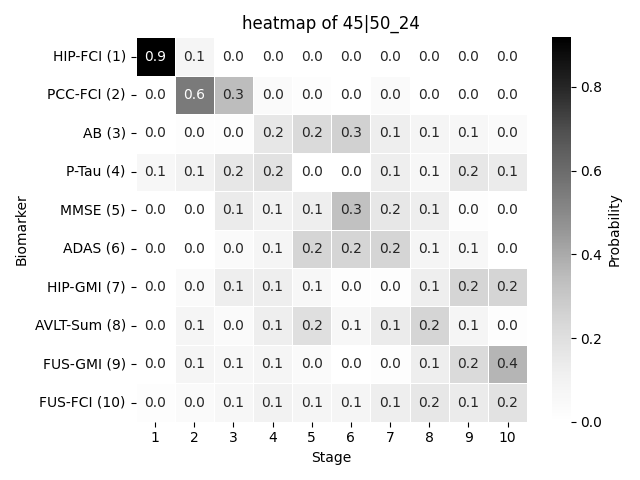 heatmap of 45|50_24
HIP-FCI (1) 0.9 0.1 0.0 0.0 0.0 0.0 0.0 0.0 0.0 0.0
PCC-FCI (2) 0.0 0.6 0.3 0.0 0.0 0.0 0.0 0.0 0.0 0.0
AB (3) 0.0 0.0 0.0 0.2 0.2 0.3 0.1 0.1 0.1 0.0
P-Tau (4) 0.1 0.1 0.2 0.2 0.0 0.0 0.1 0.1 0.2 0.1
MMSE (5) 0.0 0.0 0.1 0.1 0.1 0.3 0.2 0.1 0.0 0.0
ADAS (6) 0.0 0.0 0.0 0.1 0.2 0.2 0.2 0.1 0.1 0.0
HIP-GMI (7) 0.0 0.0 0.1 0.1 0.1 0.0 0.0 0.1 0.2 0.2
AVLT-Sum (8) 0.0 0.1 0.0 0.1 0.2 0.1 0.1 0.2 0.1 0.0
FUS-GMI (9) 0.0 0.1 0.1 0.1 0.0 0.0 0.0 0.1 0.2 0.4
FUS-FCI (10) 0.0 0.0 0.1 0.1 0.1 0.1 0.1 0.2 0.1 0.2
1 2 3 4 5 6 7 8 9 10
Stage
Biomarker
0.8
0.6
0.4
0.2
0.0
Probability